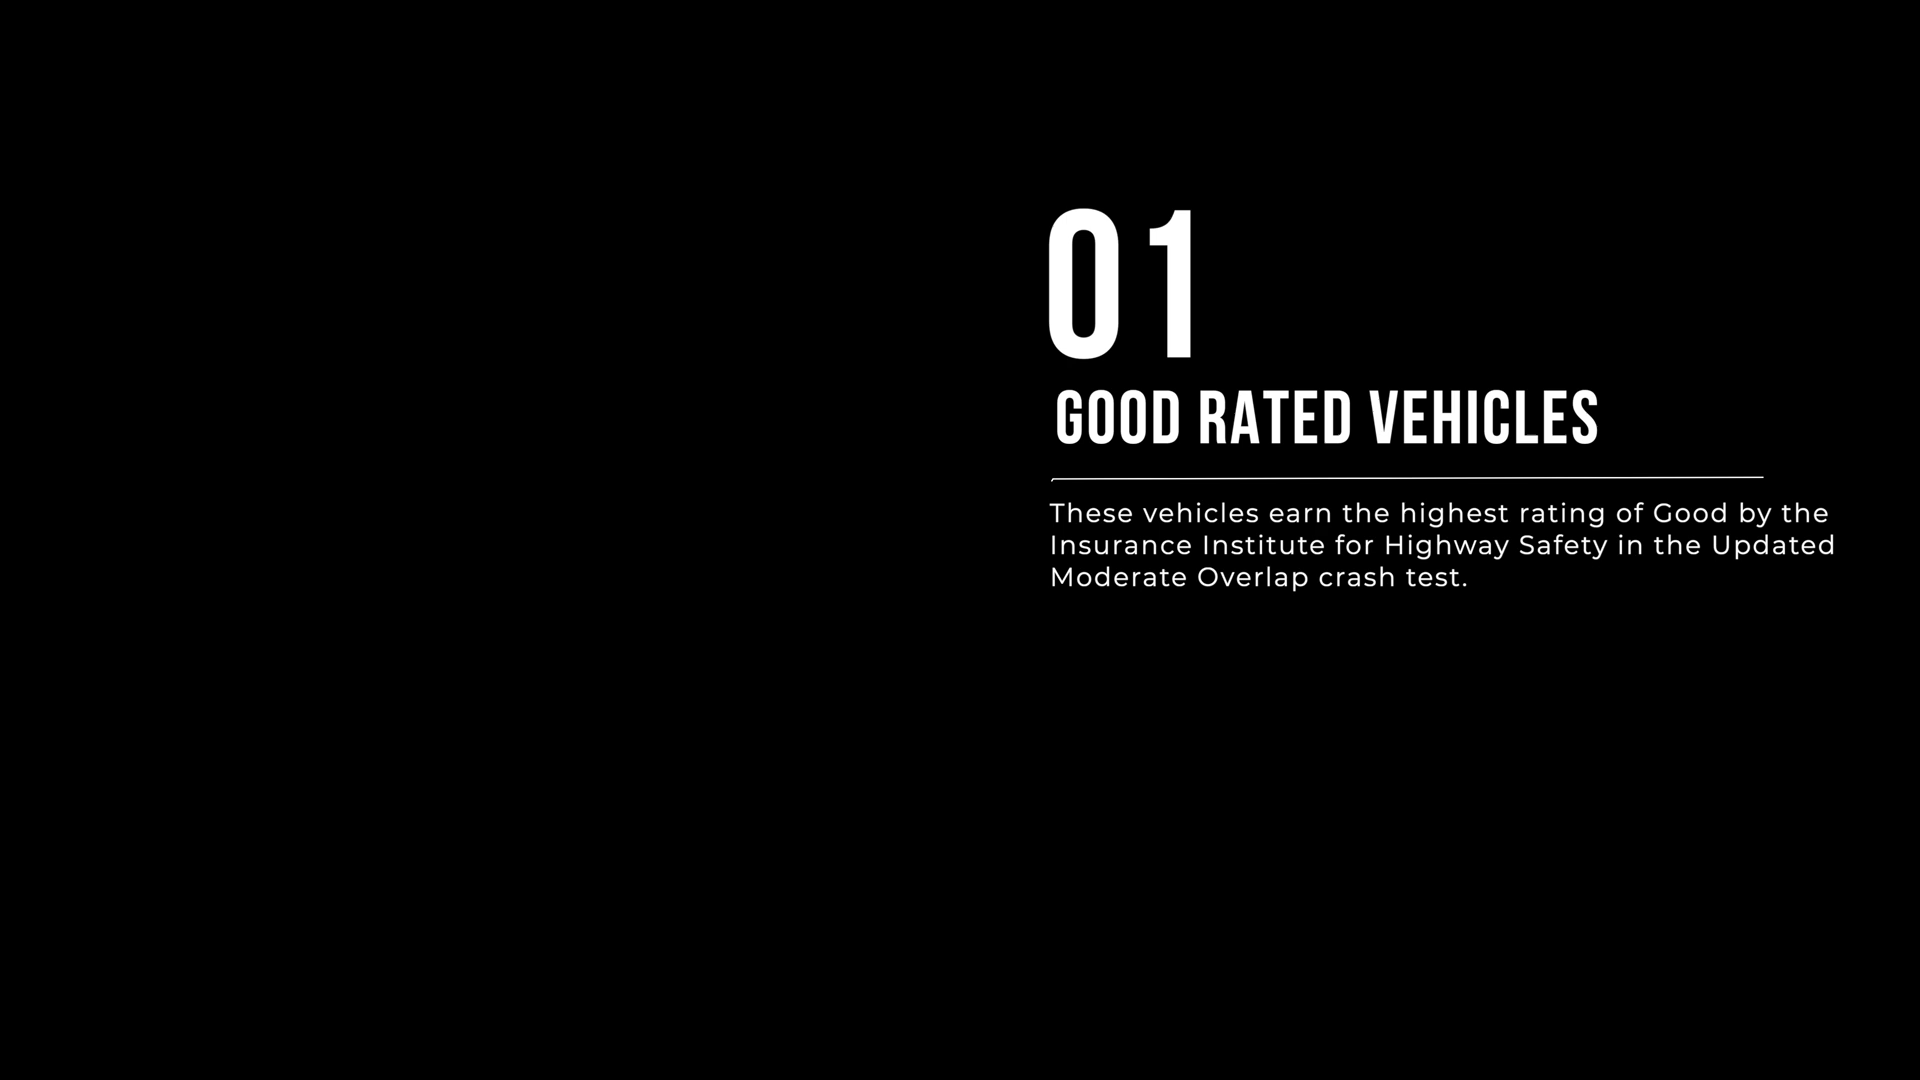 01
GOOD RATED VEHICLES
These vehicles earn the highest rating of Good by the
Insurance Institute for Highway Safety in the Updated
Moderate Overlap crash test.